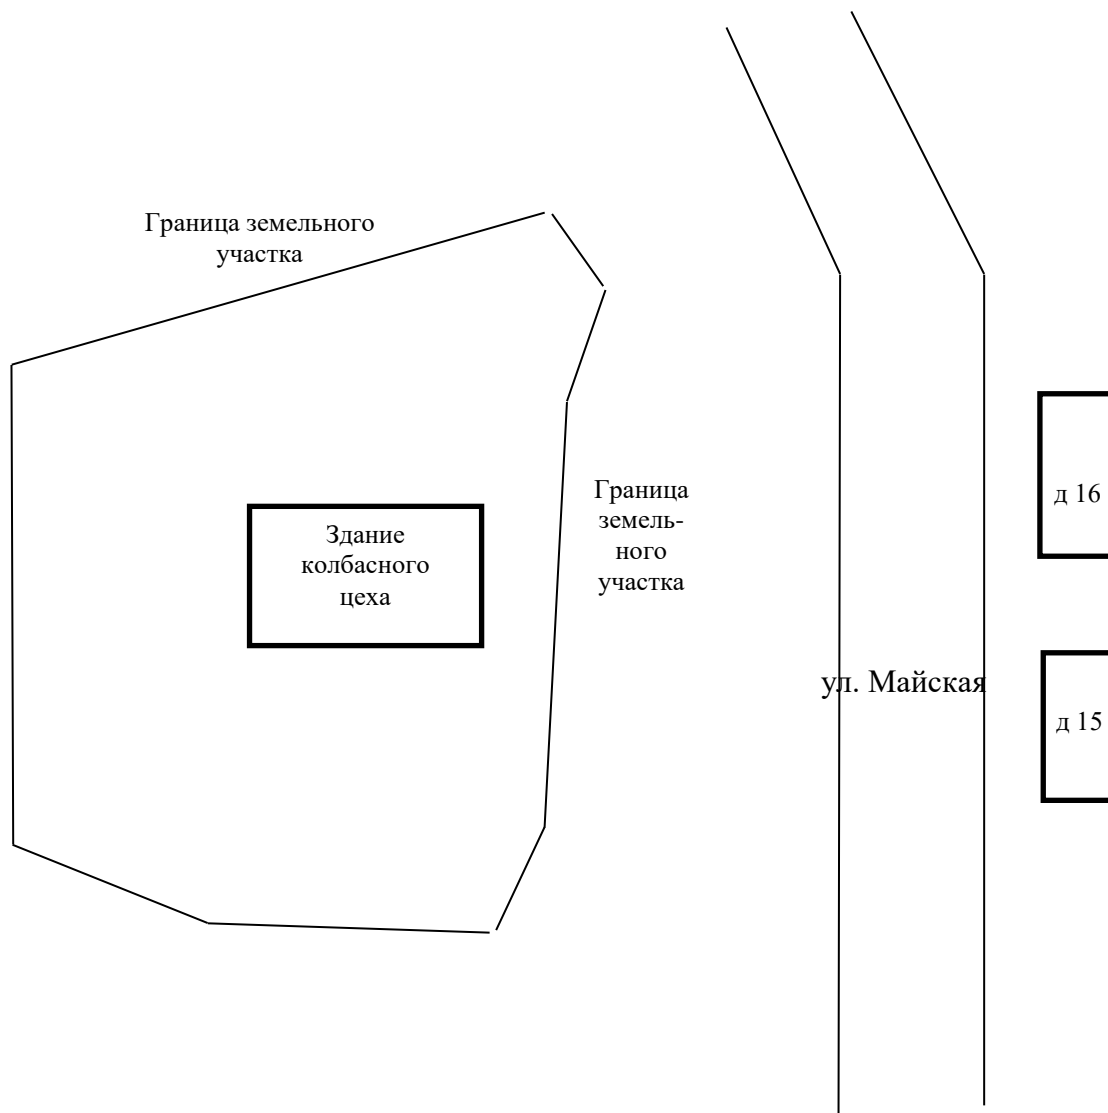 Граница земельного
участка
Здание
колбасного
цеха
Граница
земель-
ного
участка
д 16
ул. Майская
д 15